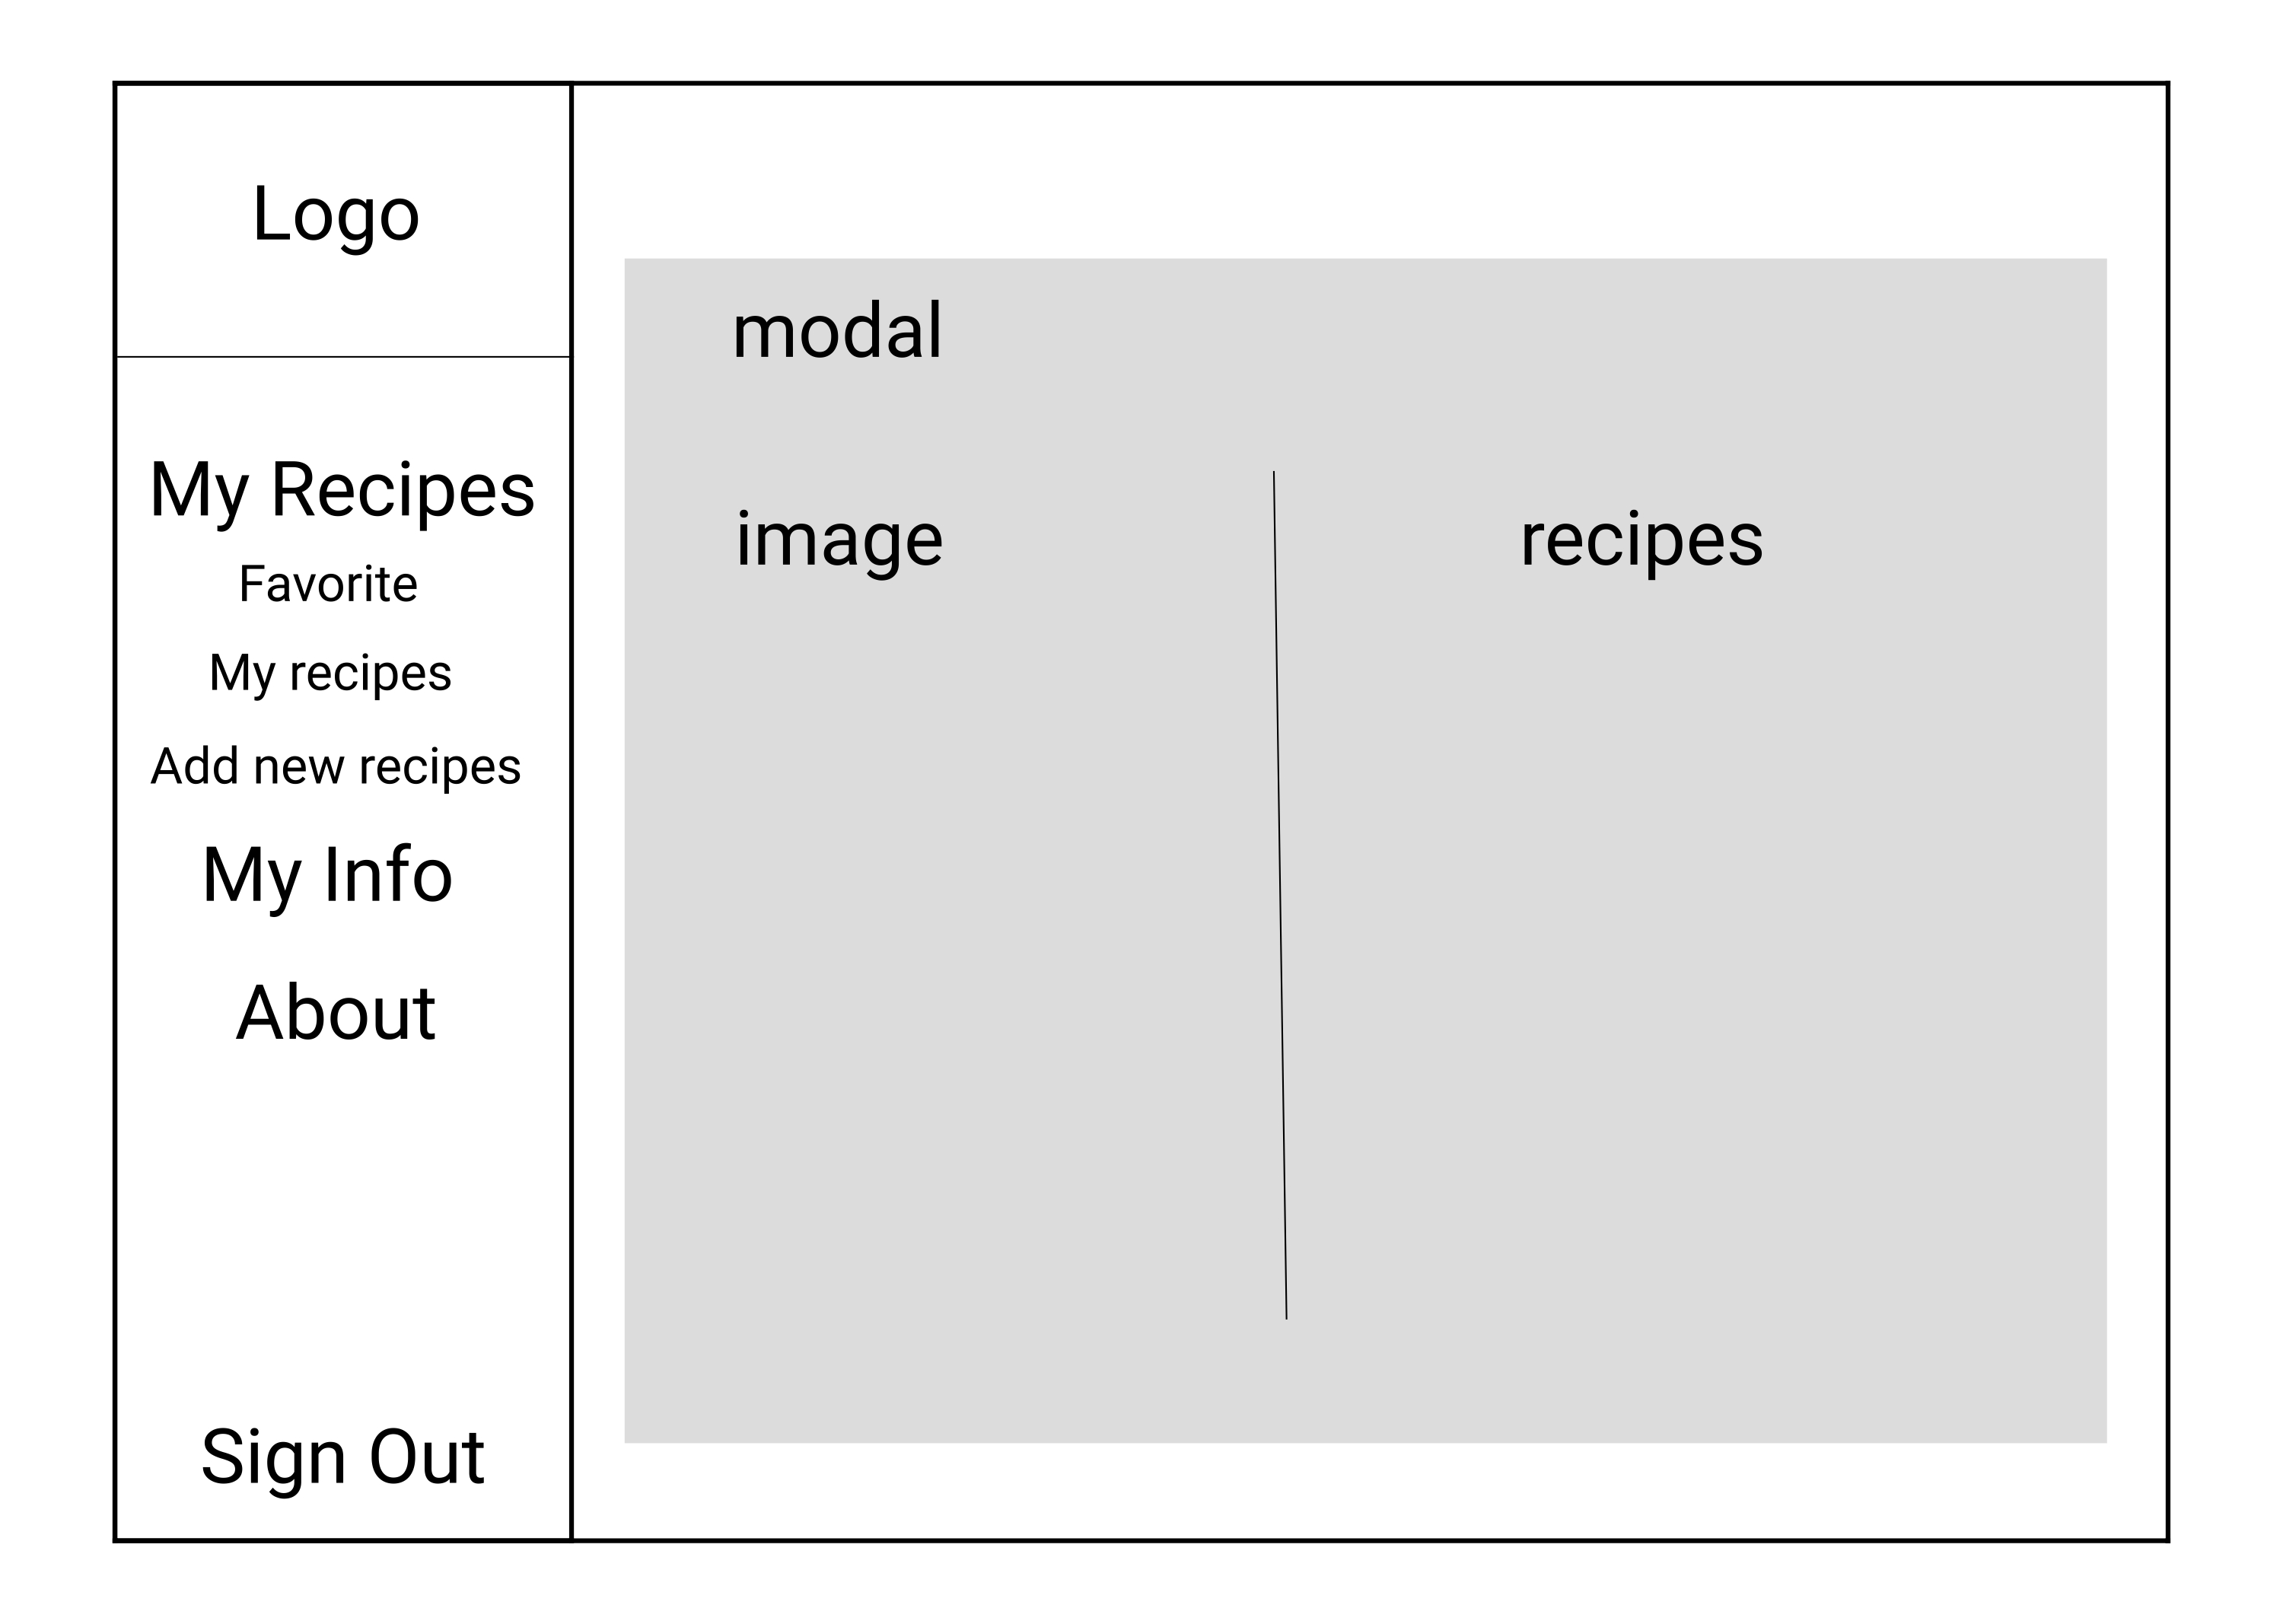 Logo
My Recipes
Favorite
My recipes
Add new recipes
My Info
About
Sign Out
modal
image
recipes